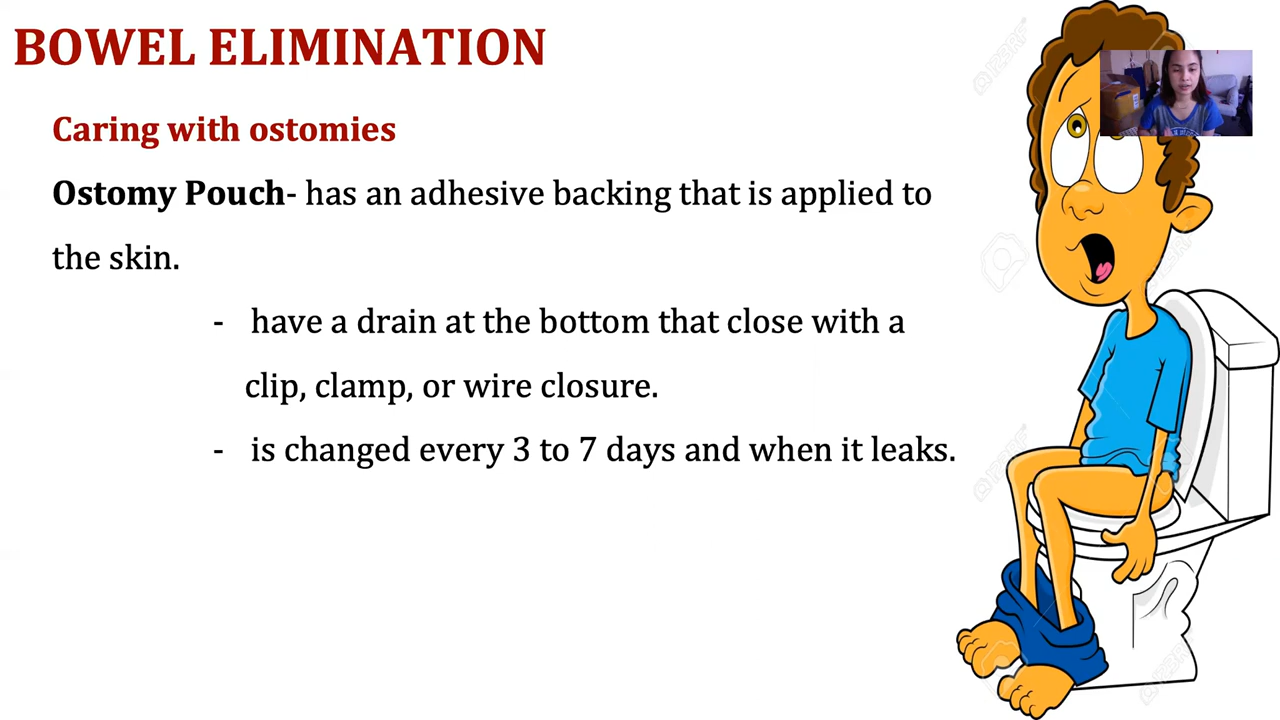 BOWEL ELIMINATION
Caring with ostomies
Ostomy Pouch- has an adhesive backing that is applied to
the skin.
- have a drain at the bottom that close with a
clip, clamp, or wire closure.
- is changed every 3 to 7 days and when it leaks.